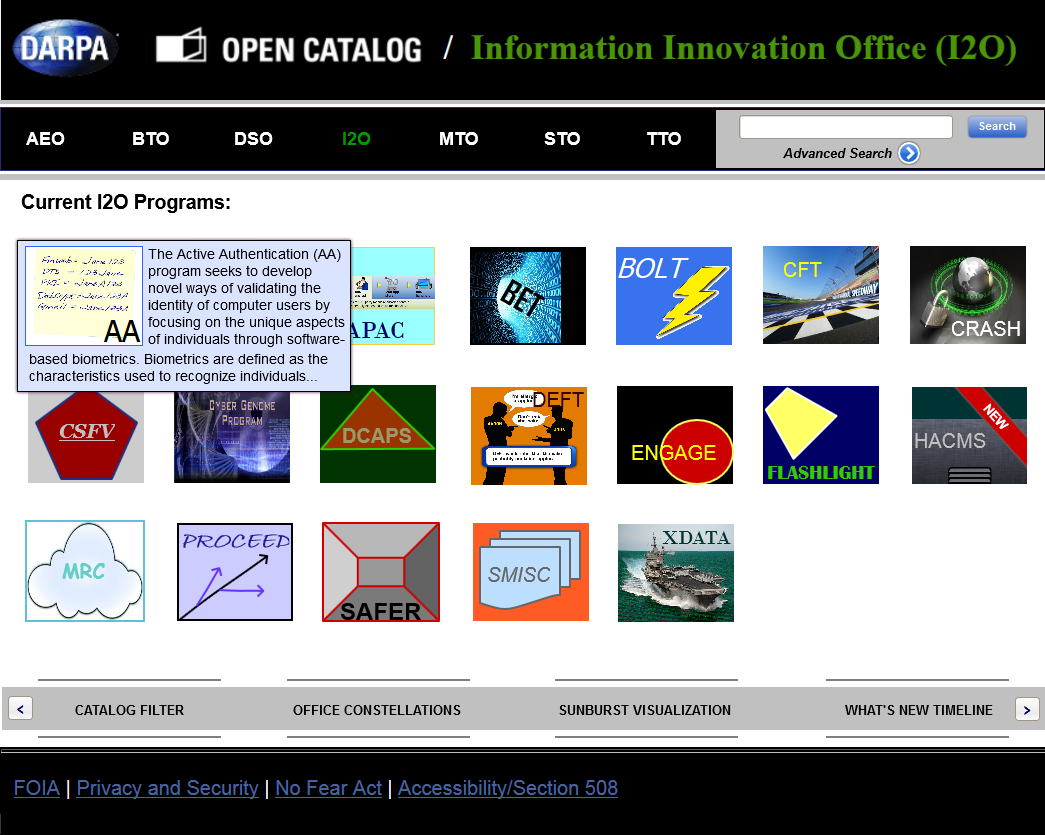 DARPA OPEN CATALOG / Information Innovation Office (I2O)
AEO BTO DSO I2O MTO STO TTO
Search
Advanced Search
Current I2O Programs:
AA
The Active Authentication (AA)
program seeks to develop
novel ways of validating the
identity of computer users by
focusing on the unique aspects
of individuals through software-
based biometrics. Biometrics are defined as the
characteristics used to recognize individuals...
APAC
BET
BOLT
CFT
SPEEDWAY
CRASH
CSFV
CYBER GENOME
PROGRAM
DCAPS
DEFT
ENGAGE
FLASHLIGHT
HACMS
NEW
MRC
PROCEED
SAFER
SMISC
XDATA
< CATALOG FILTER OFFICE CONSTELLATIONS SUNBURST VISUALIZATION WHAT'S NEW TIMELINE >
FOIA | Privacy and Security | No Fear Act | Accessibility/Section 508